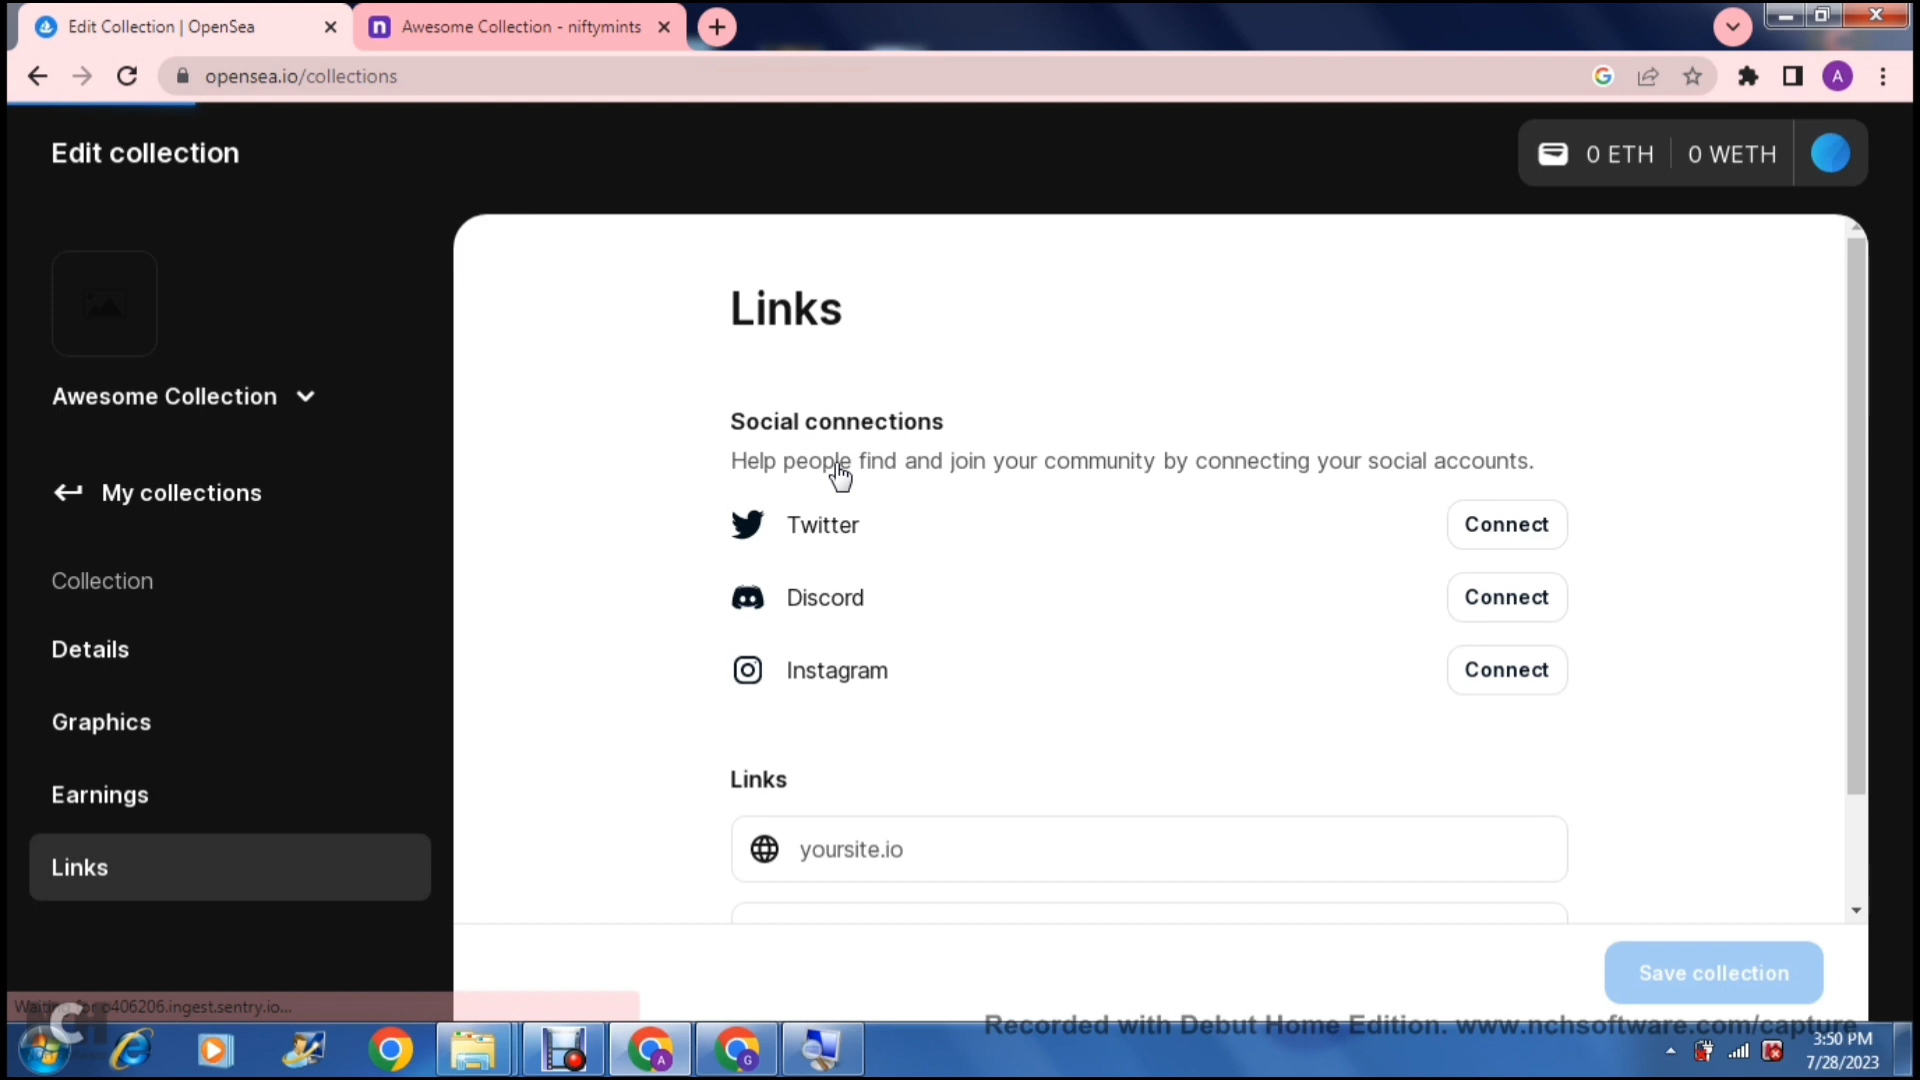 Edit Collection | OpenSea
Awesome Collection - niftymints
opensea.io/collections
A
Edit collection
0 ETH
0 WETH
Awesome Collection
My collections
Collection
Details
Graphics
Earnings
Links
Links
Social connections
Help people find and join your community by connecting your social accounts.
Twitter
Connect
Discord
Connect
Instagram
Connect
Links
yoursite.io
Save collection
Recorded with Debut Home Edition. www.nchsoftware.com/capture
3:50 PM
7/28/2023